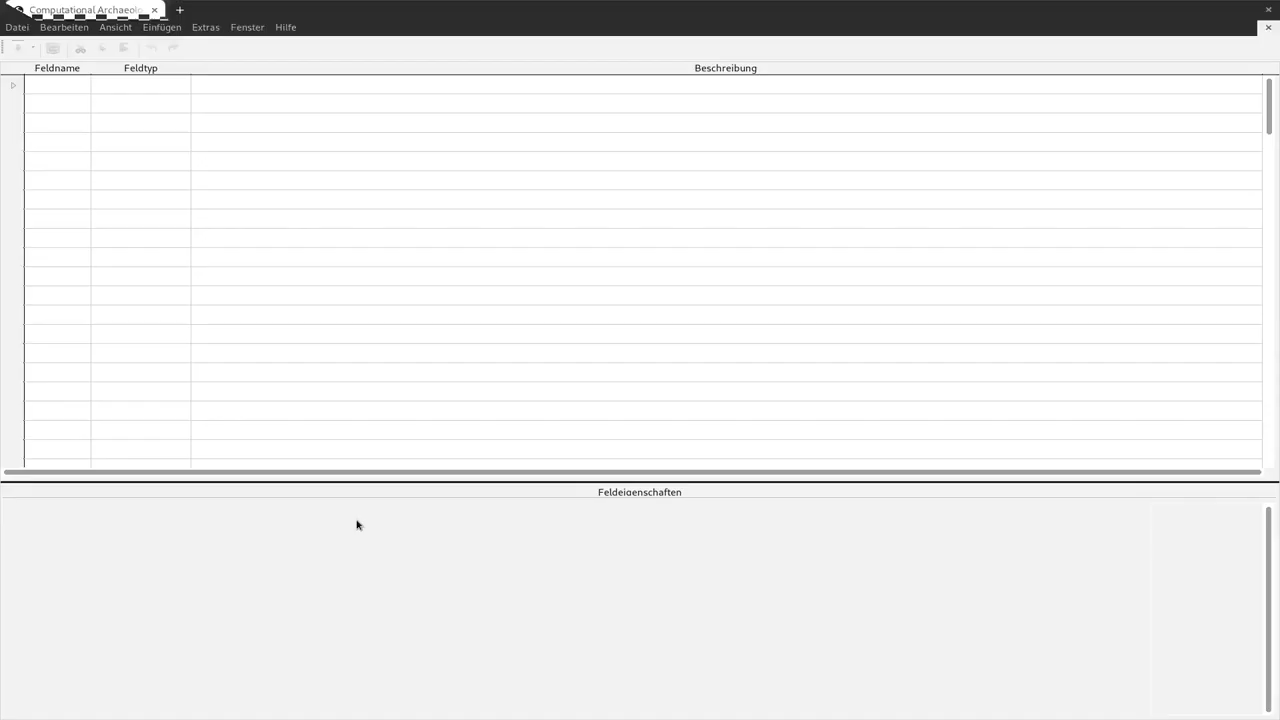 Computational Archaeolo
Datei Bearbeiten Ansicht Einfügen Extras Fenster Hilfe
Feldname Feldtyp Beschreibung
Feldeigenschaften